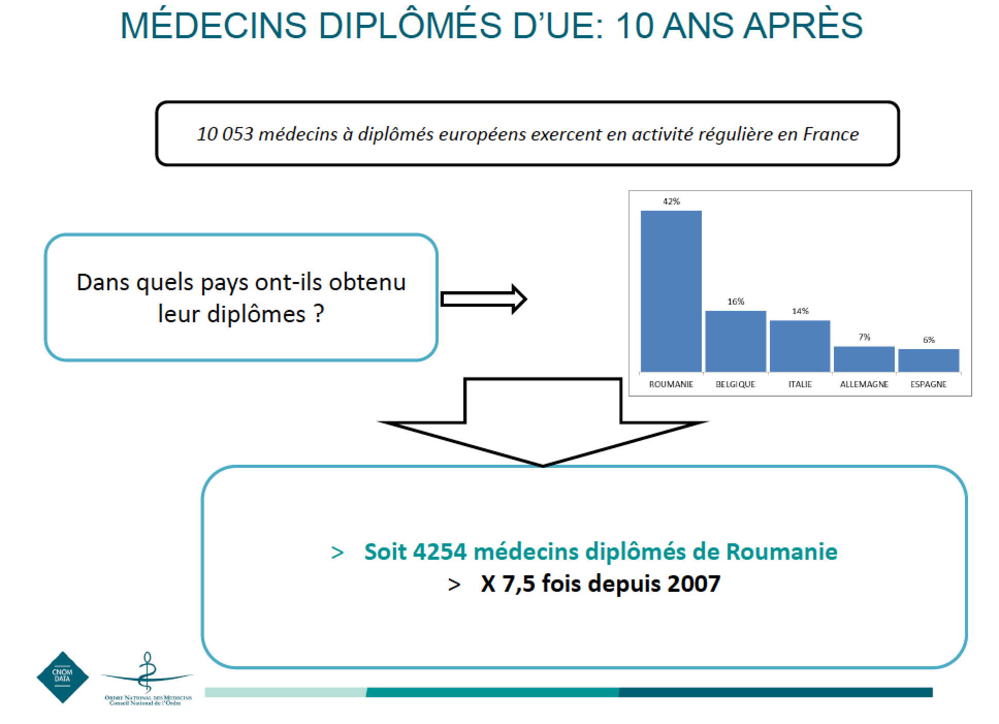 MÉDECINS DIPLÔMÉS D’UE: 10 ANS APRÈS
10 053 médecins à diplômés européens exercent en activité régulière en France
Dans quels pays ont-ils obtenu
leur diplômes ?
42%
16%
14%
7%
6%
ROUMANIE
BELGIQUE
ITALIE
ALLEMAGNE
ESPAGNE
> Soit 4254 médecins diplômés de Roumanie
> X 7,5 fois depuis 2007
CNOM
DATA
ORDRE NATIONAL DES MEDECINS
Conseil National de l'Ordre